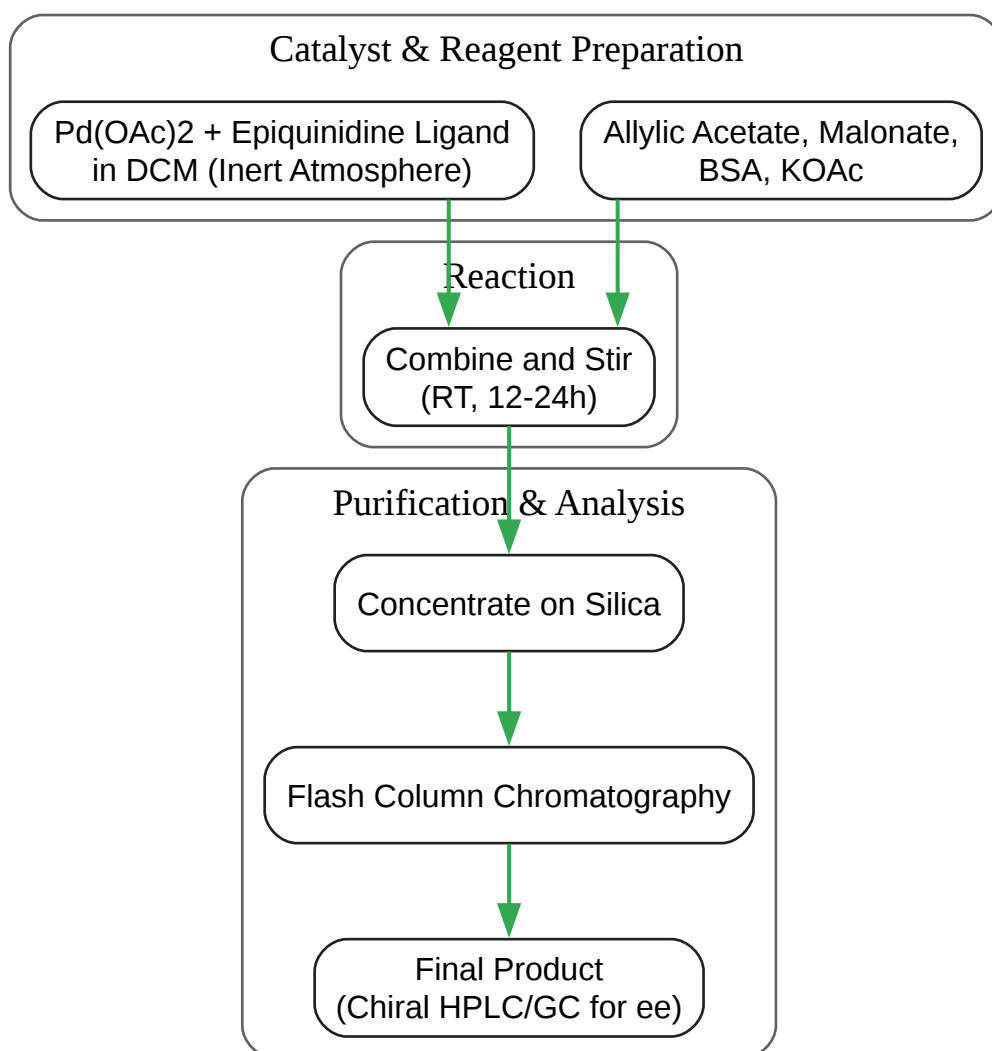 Catalyst & Reagent Preparation
Pd(OAc)2 + Epiquinidine Ligand
in DCM (Inert Atmosphere)
Allylic Acetate, Malonate,
BSA, KOAc
Reaction
Combine and Stir
(RT, 12-24h)
Purification & Analysis
Concentrate on Silica
Flash Column Chromatography
Final Product
(Chiral HPLC/GC for ee)